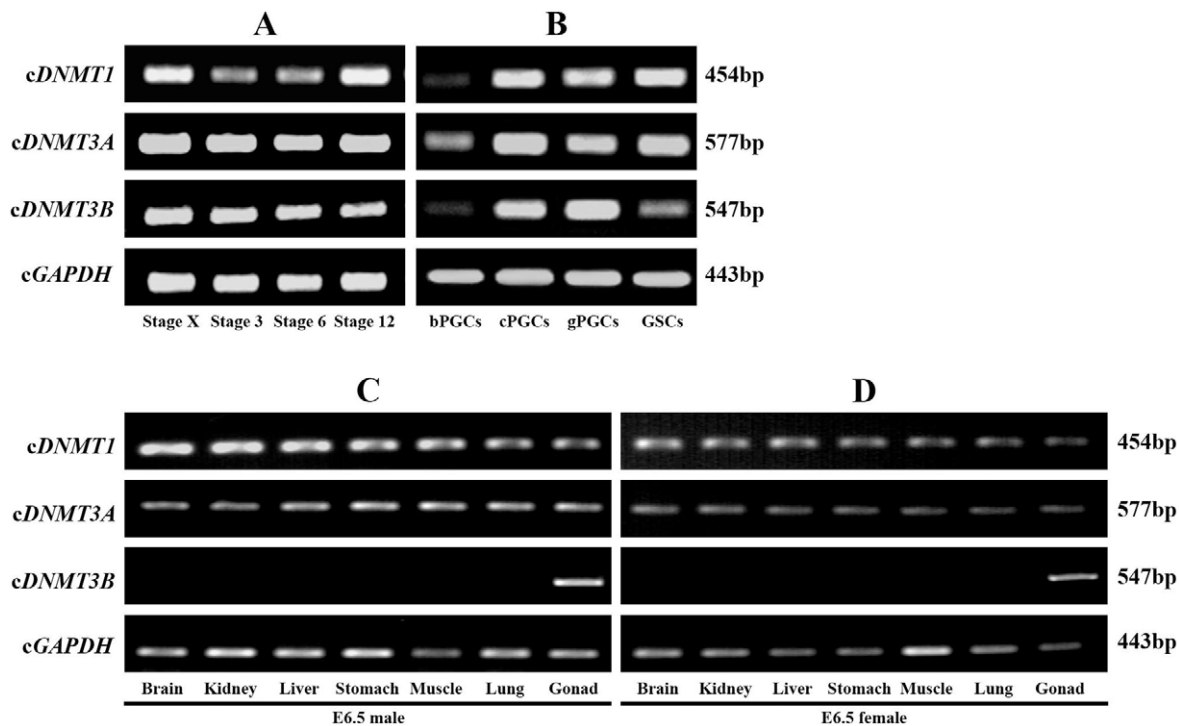 A B
cDNMT1 454bp
cDNMT3A 577bp
cDNMT3B 547bp
cGAPDH 443bp
Stage X Stage 3 Stage 6 Stage 12 bPGCs cPGCs gPGCs GSCs
C D
cDNMT1 454bp
cDNMT3A 577bp
cDNMT3B 547bp
cGAPDH 443bp
Brain Kidney Liver Stomach Muscle Lung Gonad Brain Kidney Liver Stomach Muscle Lung Gonad
E6.5 male E6.5 female